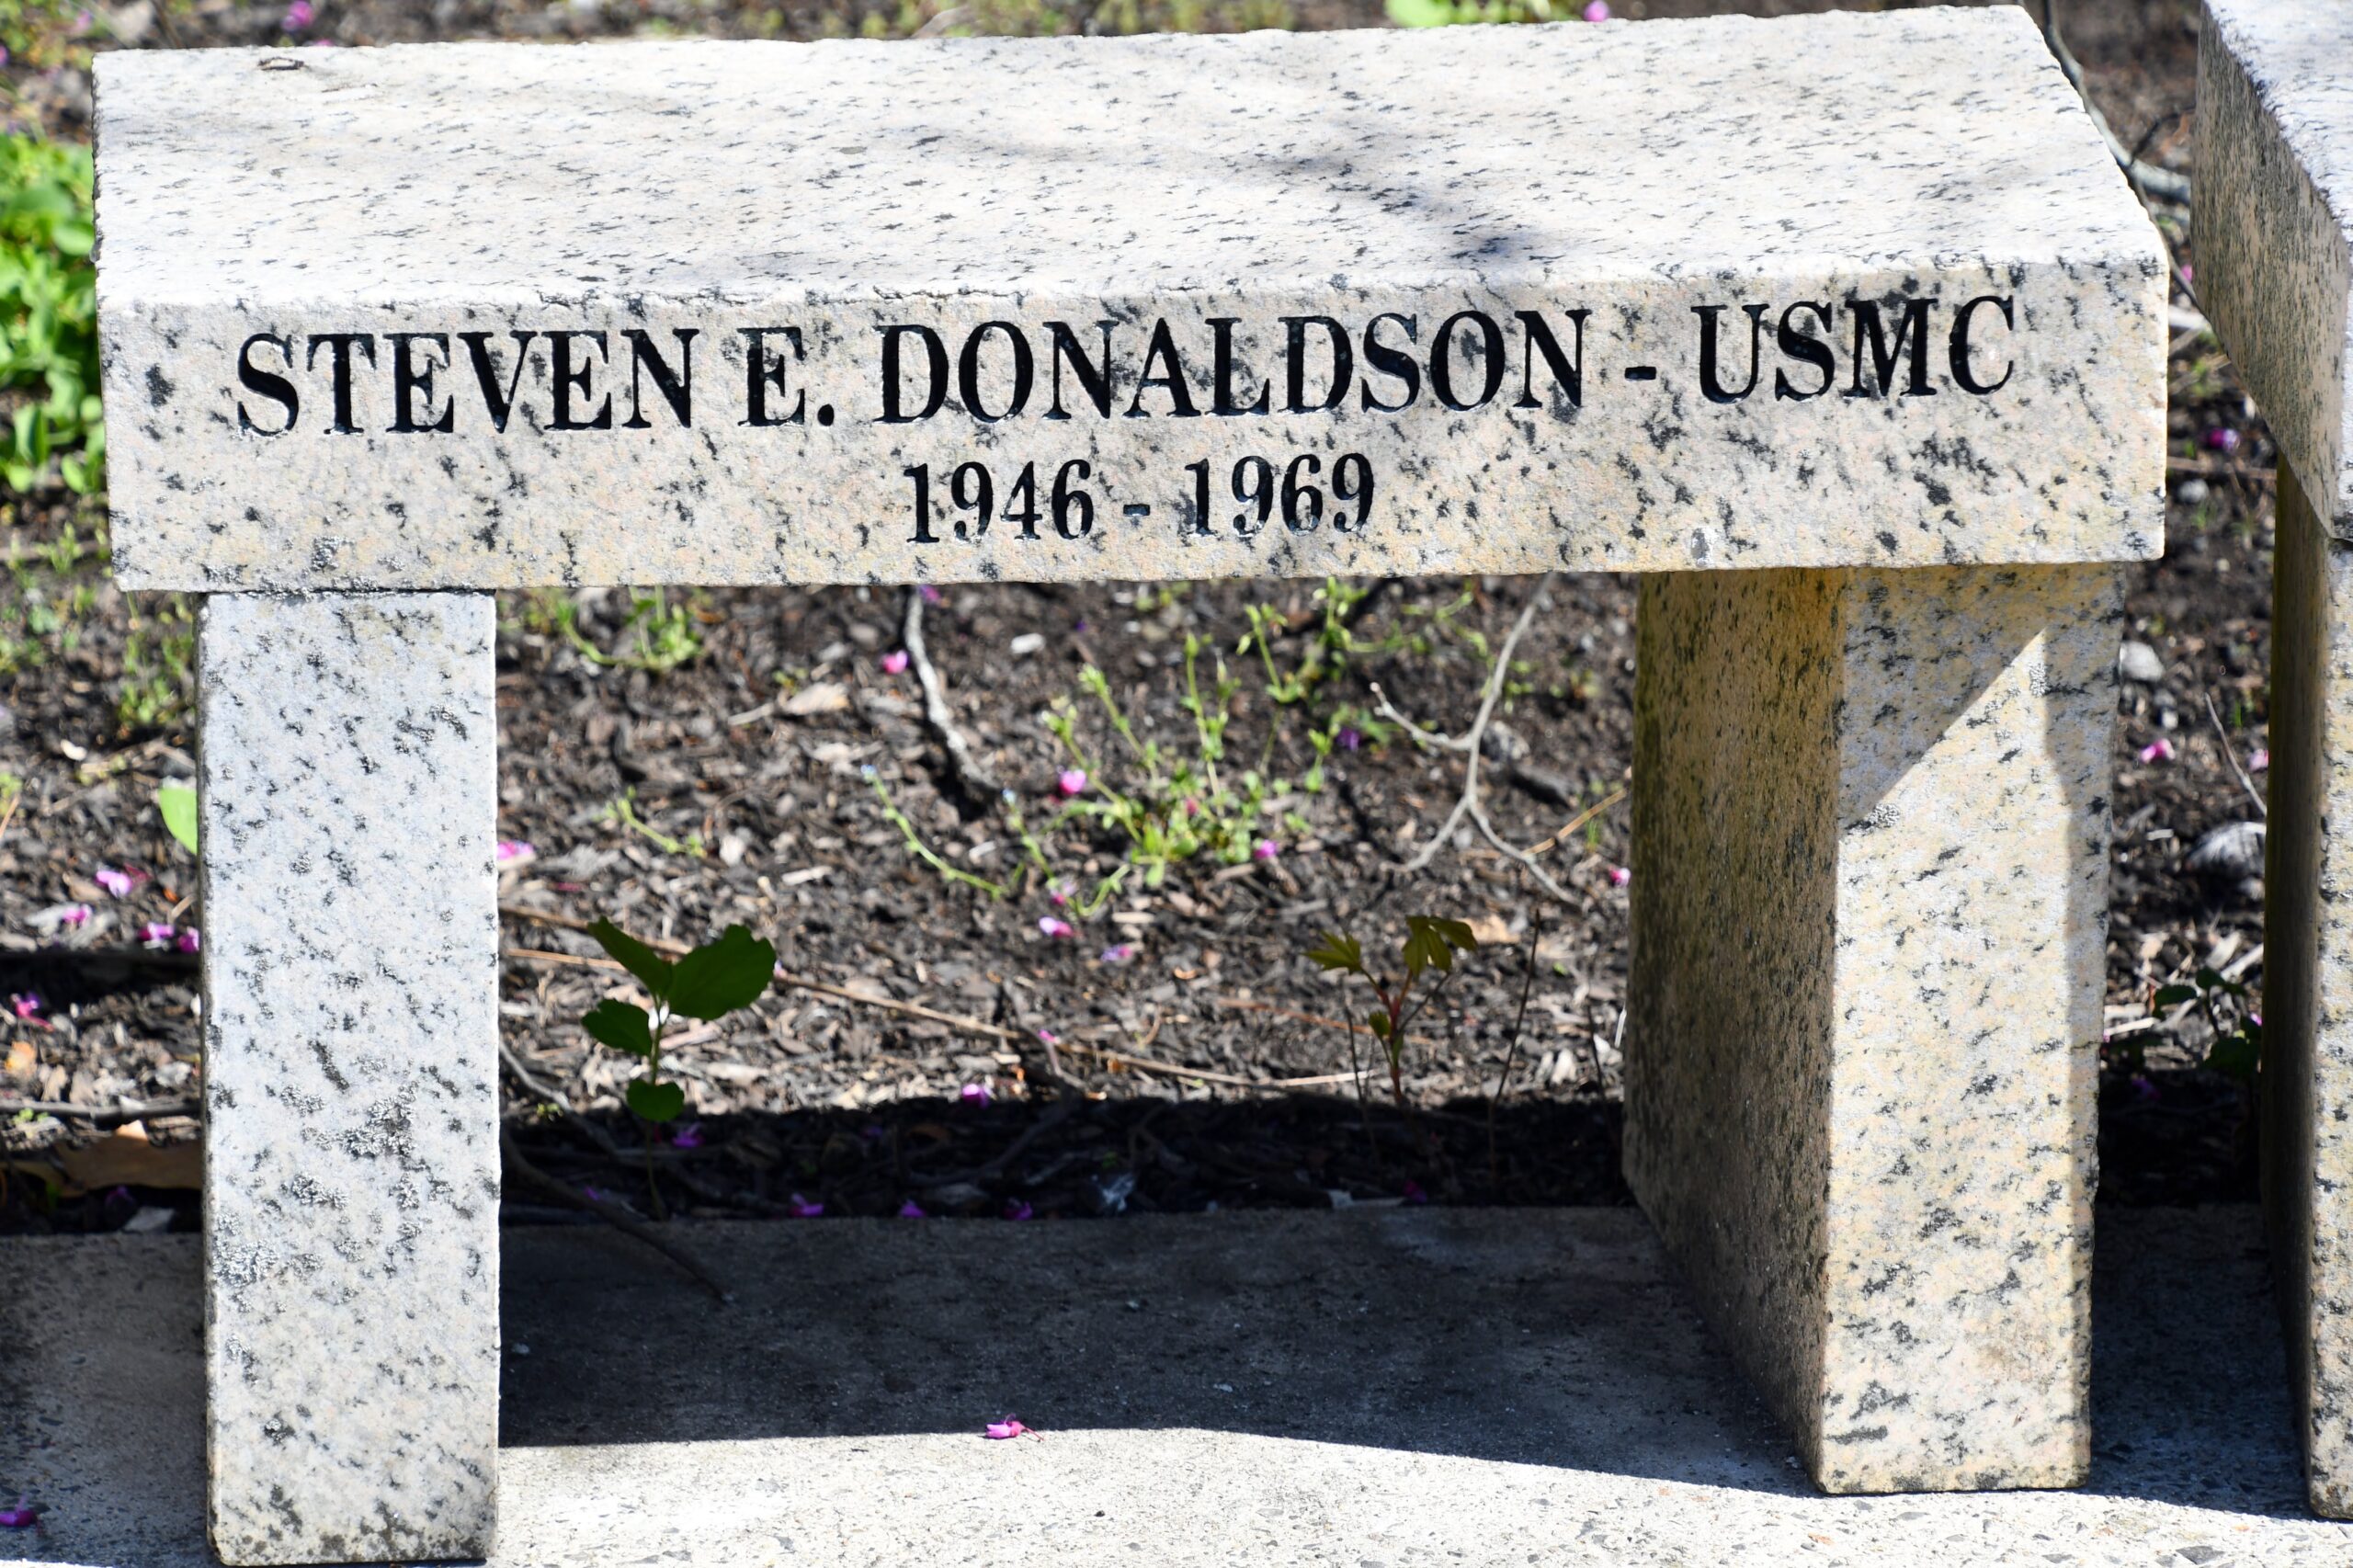 STEVEN E. DONALDSON - USMC
1946 - 1969